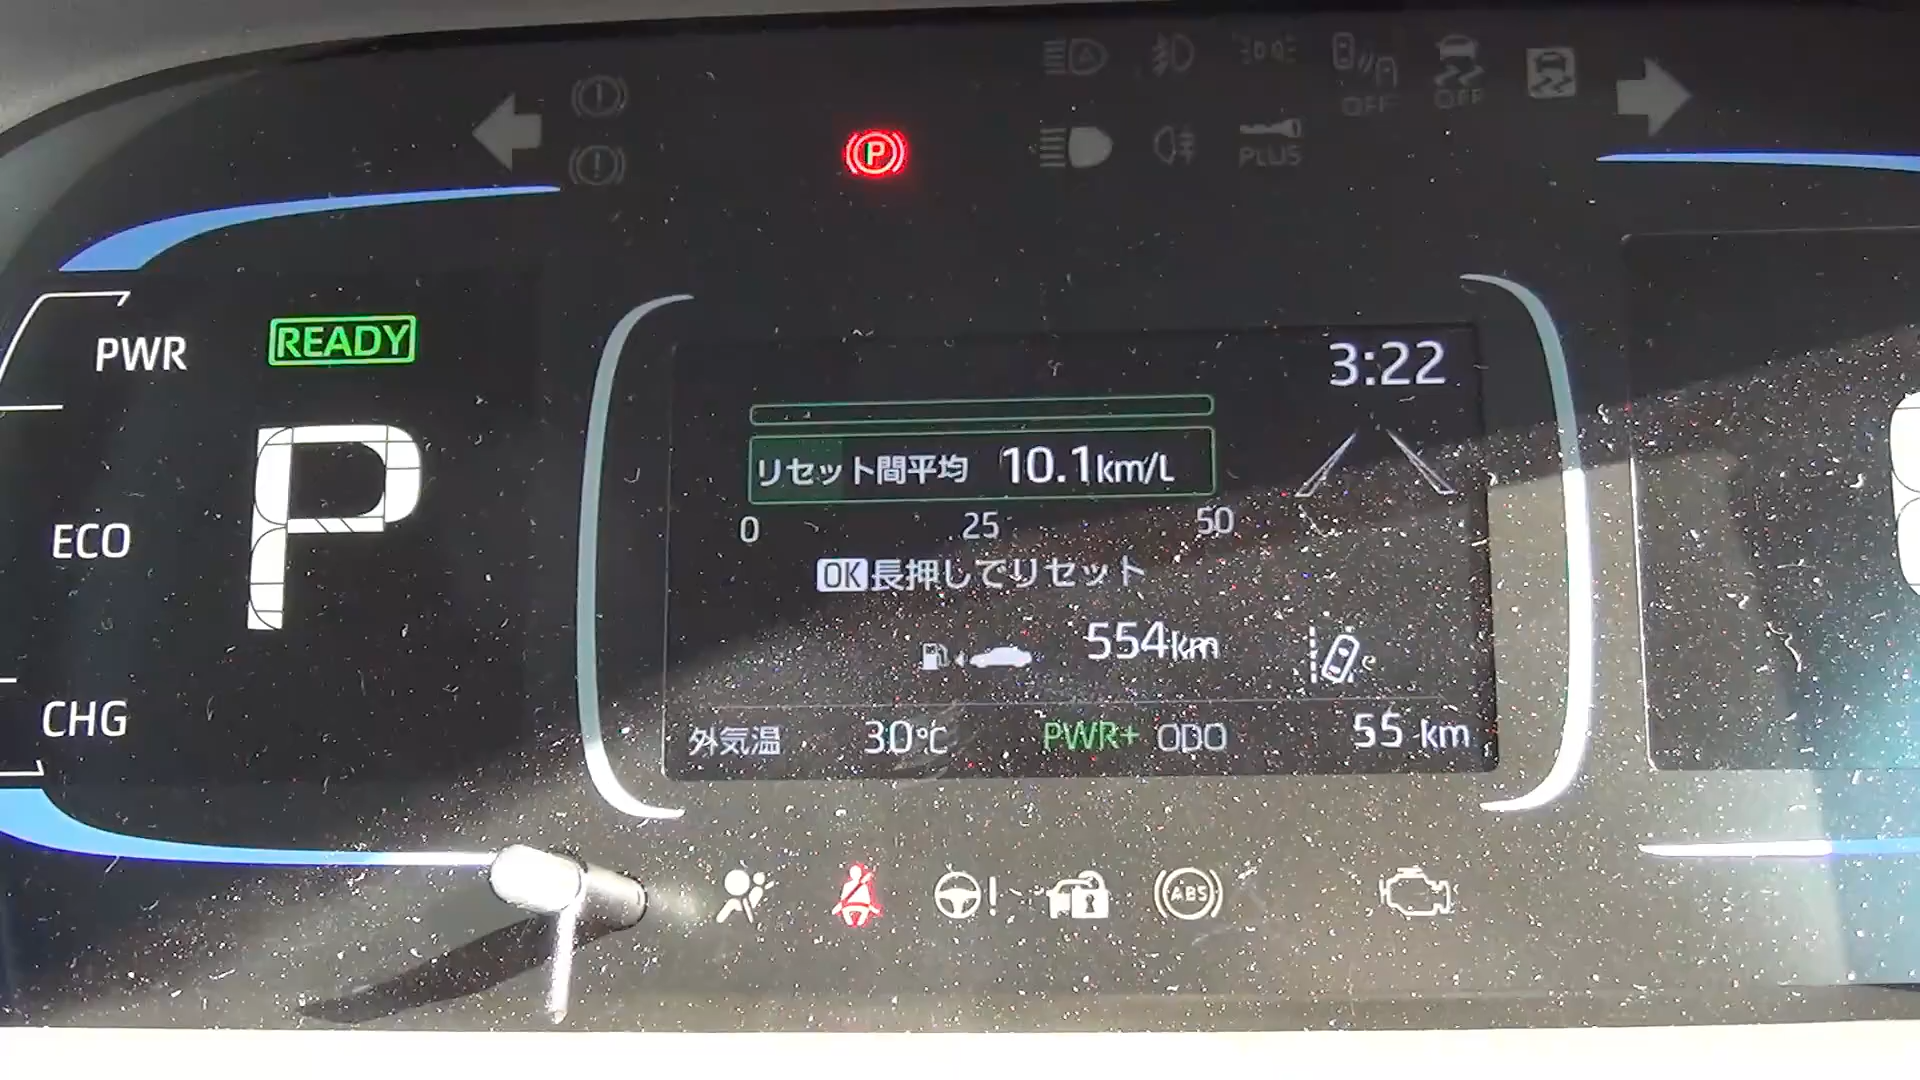 OFF
OFF
PLUS
P
PWR
READY
3:22
P
リセット間平均 10.1km/L
0 25 50
ECO
OK長押しでリセット
554km
CHG
外気温 30℃ PWR+ ODO 55 km
ABS